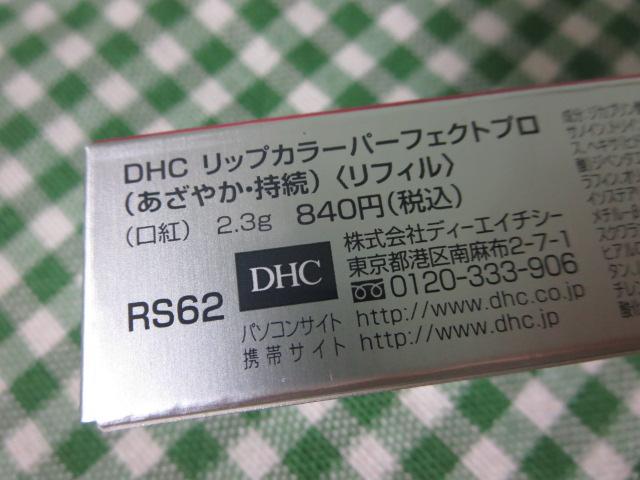 DHC リップカラーパーフェクトプロ
(あざやか・持続)〈リフィル〉
(口紅) 2.3g 840円(税込)
RS62
DHC
株式会社ディーエイチシー
東京都港区南麻布2-7-1
0120-333-906
パソコンサイト http://www.dhc.co.jp
携帯サイト http://www.dhc.jp